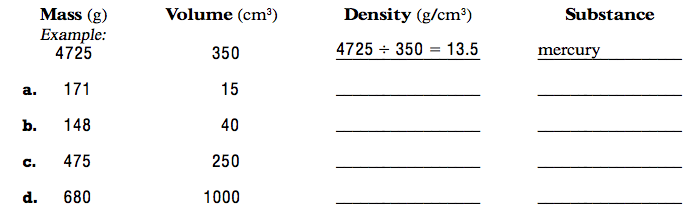 Mass (g) Volume (cm³) Density (g/cm³) Substance
Example:
4725 350 4725 ÷ 350 = 13.5 mercury
a. 171 15
b. 148 40
c. 475 250
d. 680 1000